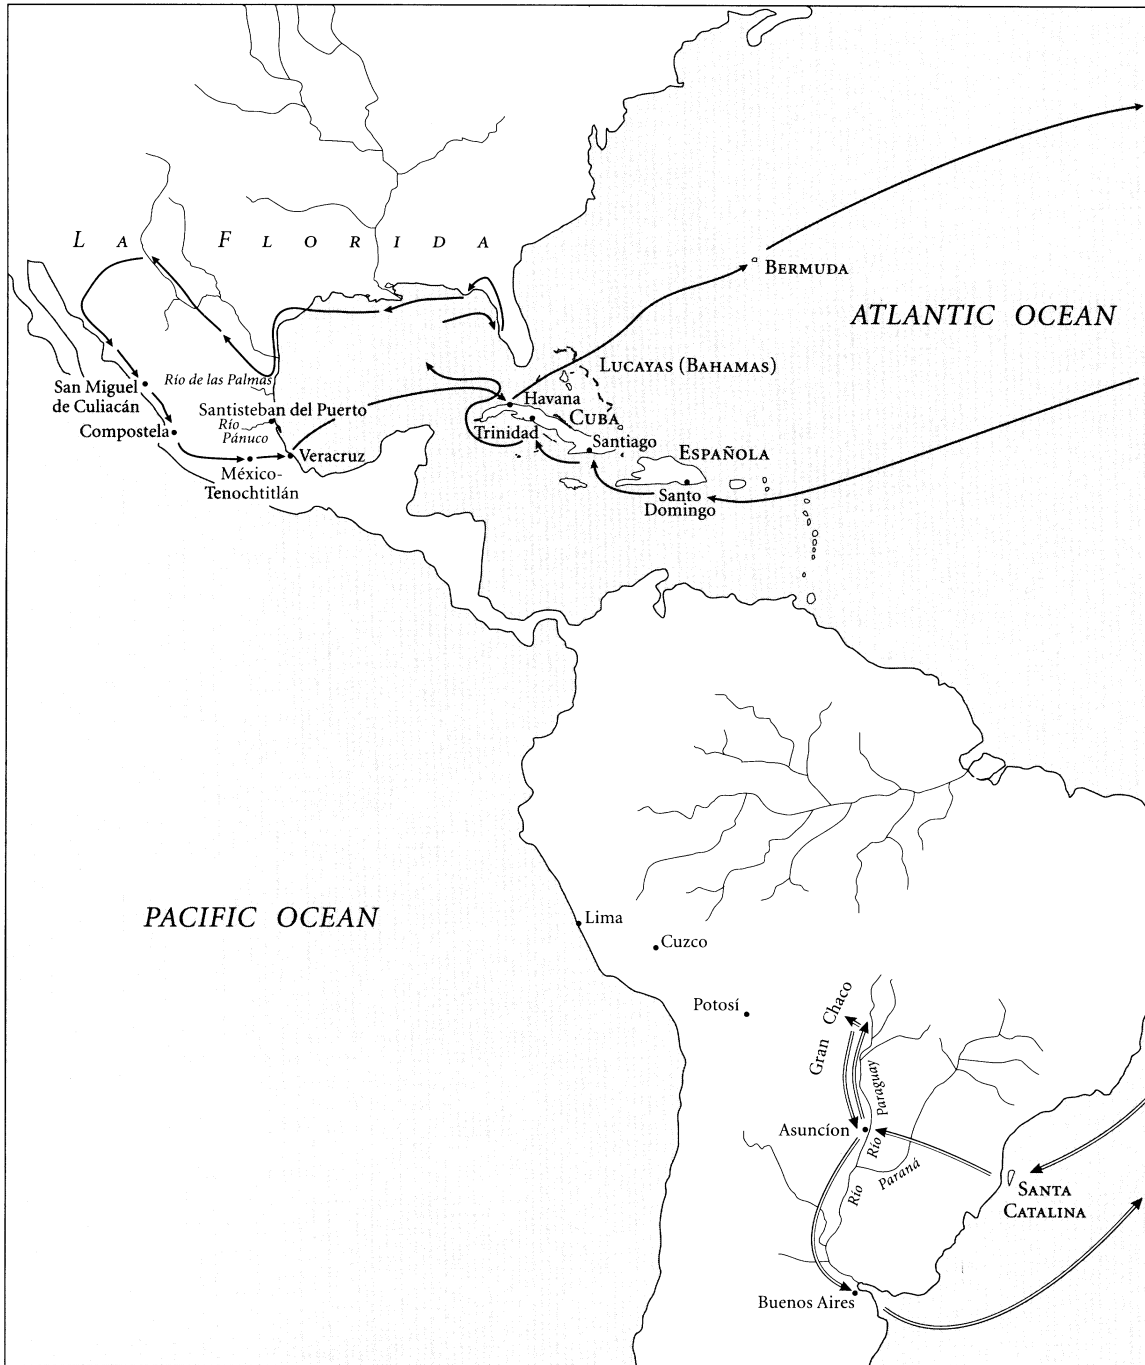 LA FLORIDA
BERMUDA
ATLANTIC OCEAN
LUCAYAS (BAHAMAS)
Río de las Palmas
San Miguel
de Culiacán
Havana
Santisteban del Puerto
CUBA
Río
Pánuco
Compostela
Trinidad
Santiago
Veracruz
ESPAÑOLA
México-
Tenochtitlán
Santo
Domingo
PACIFIC OCEAN
Lima
Cuzco
Potosí
Gran Chaco
Río Paraguay
Asuncíon
Río
Paraná
SANTA
CATALINA
Buenos Aires